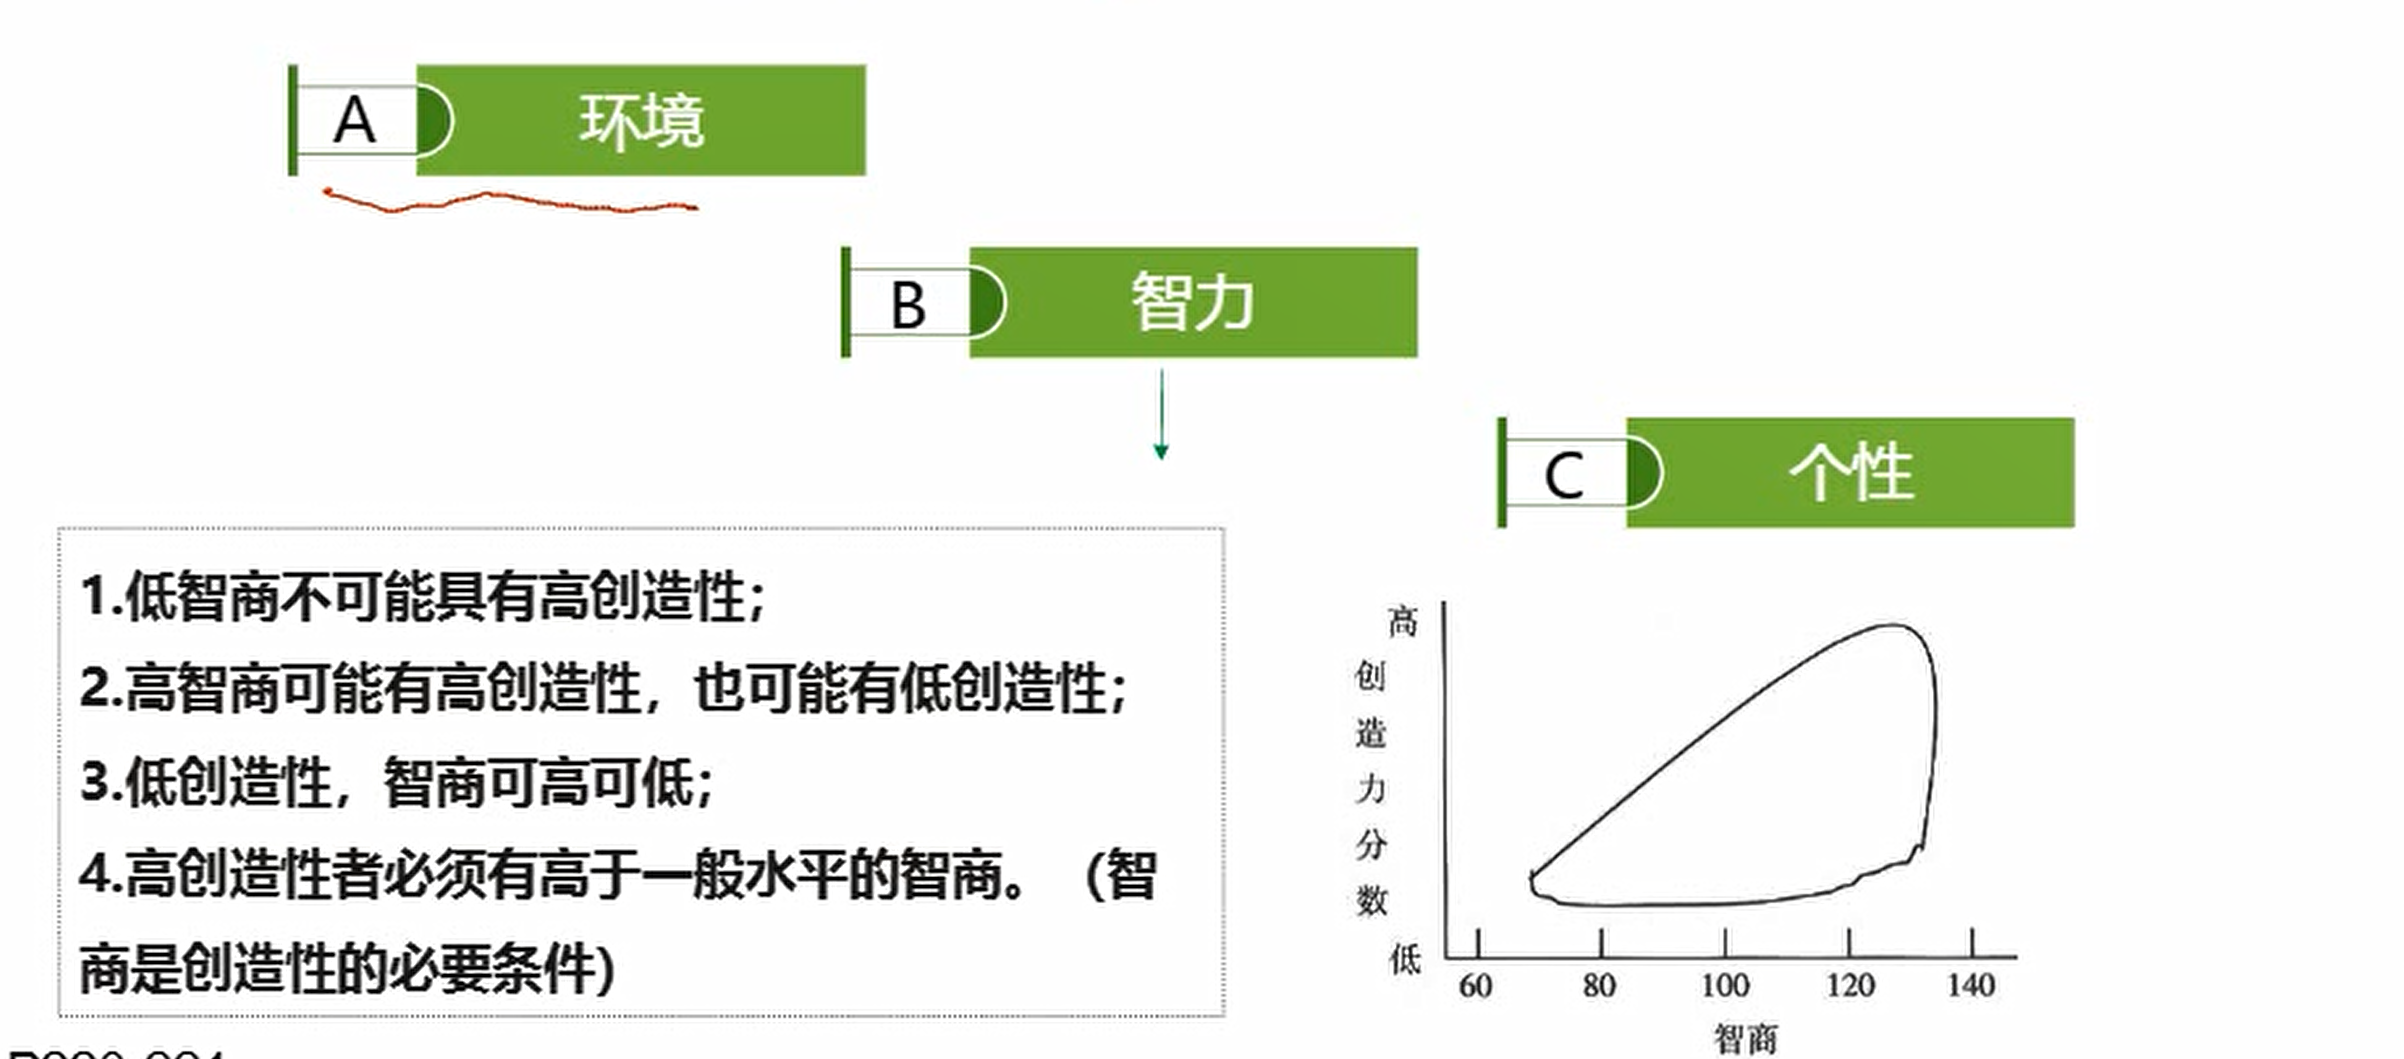 A 环境
B 智力
C 个性
1.低智商不可能具有高创造性；
2.高智商可能有高创造性，也可能有低创造性；
3.低创造性，智商可高可低；
4.高创造性者必须有高于一般水平的智商。（智
商是创造性的必要条件)
高
创
造
力
分
数
低
60 80 100 120 140
智商